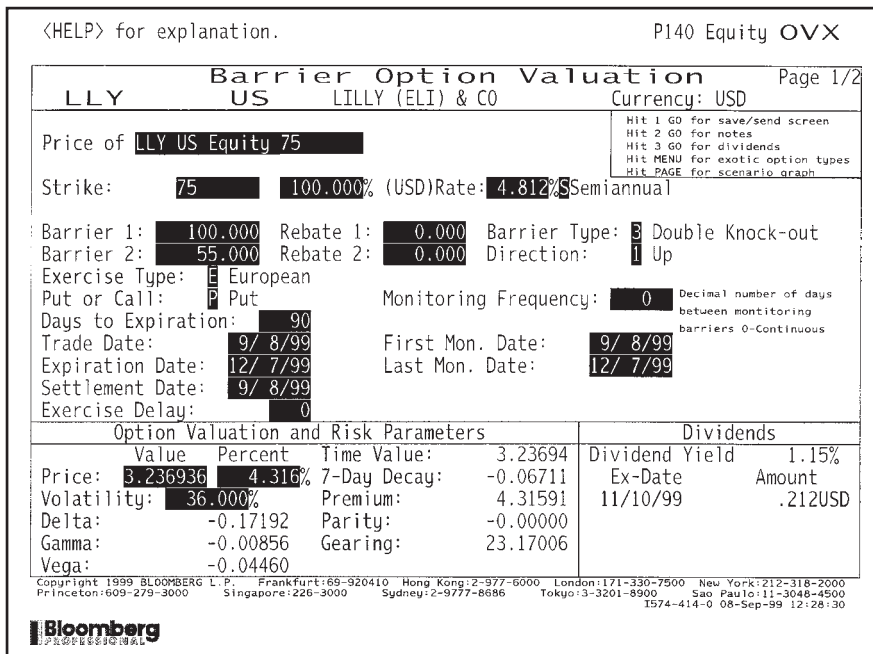 <HELP> for explanation. P140 Equity OVX
Barrier Option Valuation Page 1/2
LLY US LILLY (ELI) & CO Currency: USD
Hit 1 GO for save/send screen
Hit 2 GO for notes
Hit 3 GO for dividends
Hit MENU for exotic option types
Hit PAGE for scenario graph
Price of LLY US Equity 75
Strike: 75 100.000% (USD)Rate: 4.812%SSemiannual
Barrier 1: 100.000 Rebate 1: 0.000 Barrier Type: 3 Double Knock-out
Barrier 2: 55.000 Rebate 2: 0.000 Direction: 1 Up
Exercise Type: E European
Put or Call: P Put Monitoring Frequency: 0 Decimal number of days
between montitoring
barriers 0-Continuous
Days to Expiration: 90
Trade Date: 9/ 8/99 First Mon. Date: 9/ 8/99
Expiration Date: 12/ 7/99 Last Mon. Date: 12/ 7/99
Settlement Date: 9/ 8/99
Exercise Delay: 0
Option Valuation and Risk Parameters Dividends
Value Percent Time Value: 3.23694 Dividend Yield 1.15%
Price: 3.236936 4.316% 7-Day Decay: -0.06711 Ex-Date Amount
Volatility: 36.000% Premium: 4.31591 11/10/99 .212USD
Delta: -0.17192 Parity: -0.00000
Gamma: -0.00856 Gearing: 23.17006
Vega: -0.04460
Copyright 1999 BLOOMBERG L.P. Frankfurt:69-920410 Hong Kong:2-977-6000 London:171-330-7500 New York:212-318-2000
Princeton:609-279-3000 Singapore:226-3000 Sydney:2-9777-8686 Tokyo:3-3201-8900 Sao Paulo:11-3048-4500
I574-414-0 08-Sep-99 12:28:30
Bloomberg
PROFESSIONAL